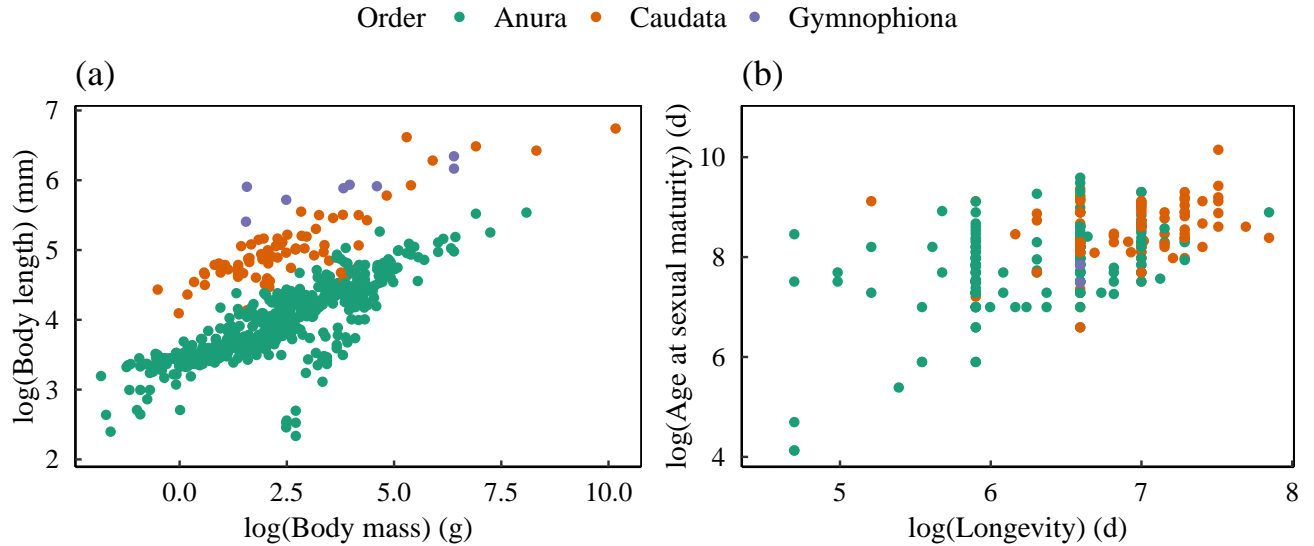 Order Anura Caudata Gymnophiona
(a)
log(Body length) (mm)
7
6
5
4
3
2
0.0 2.5 5.0 7.5 10.0
log(Body mass) (g)
(b)
log(Age at sexual maturity) (d)
10
8
6
4
5 6 7 8
log(Longevity) (d)